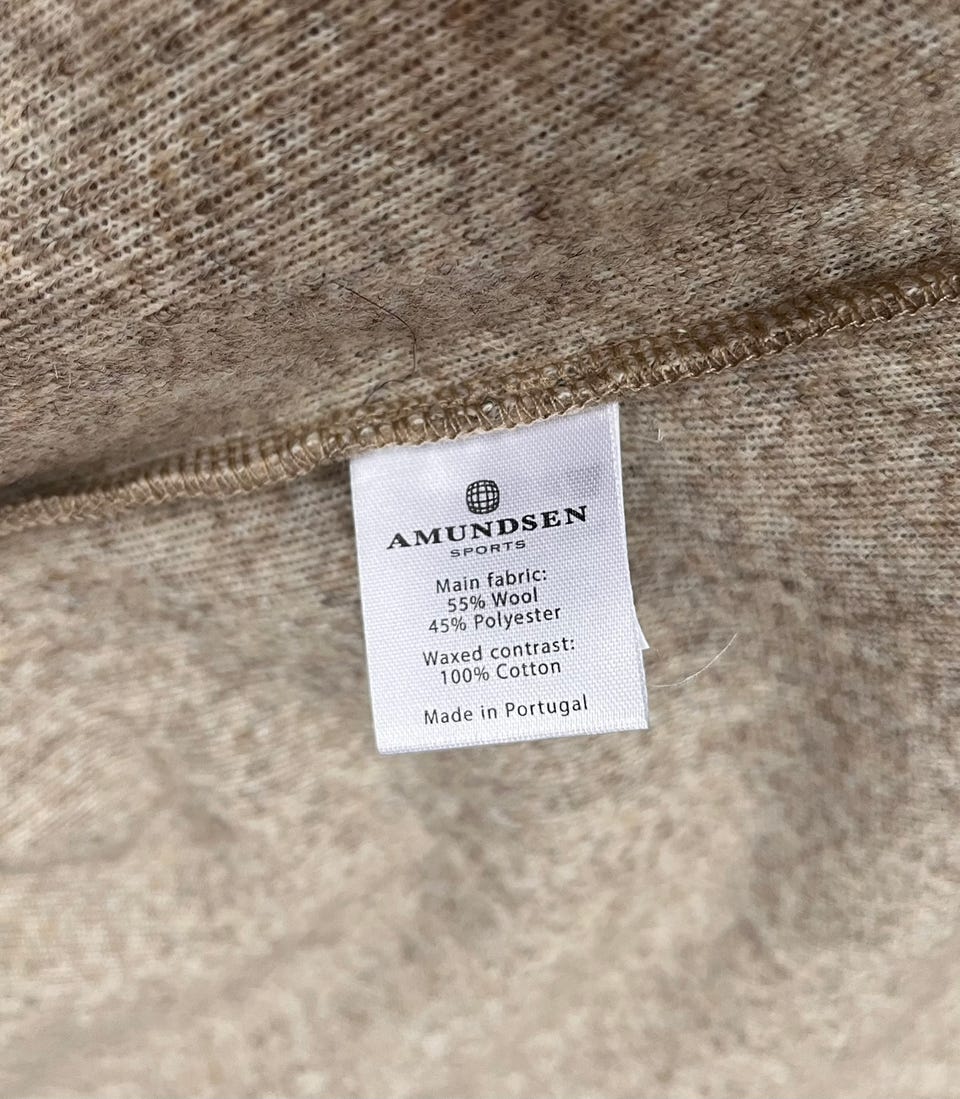 AMUNDSEN
SPORTS
Main fabric:
55% Wool
45% Polyester
Waxed contrast:
100% Cotton
Made in Portugal